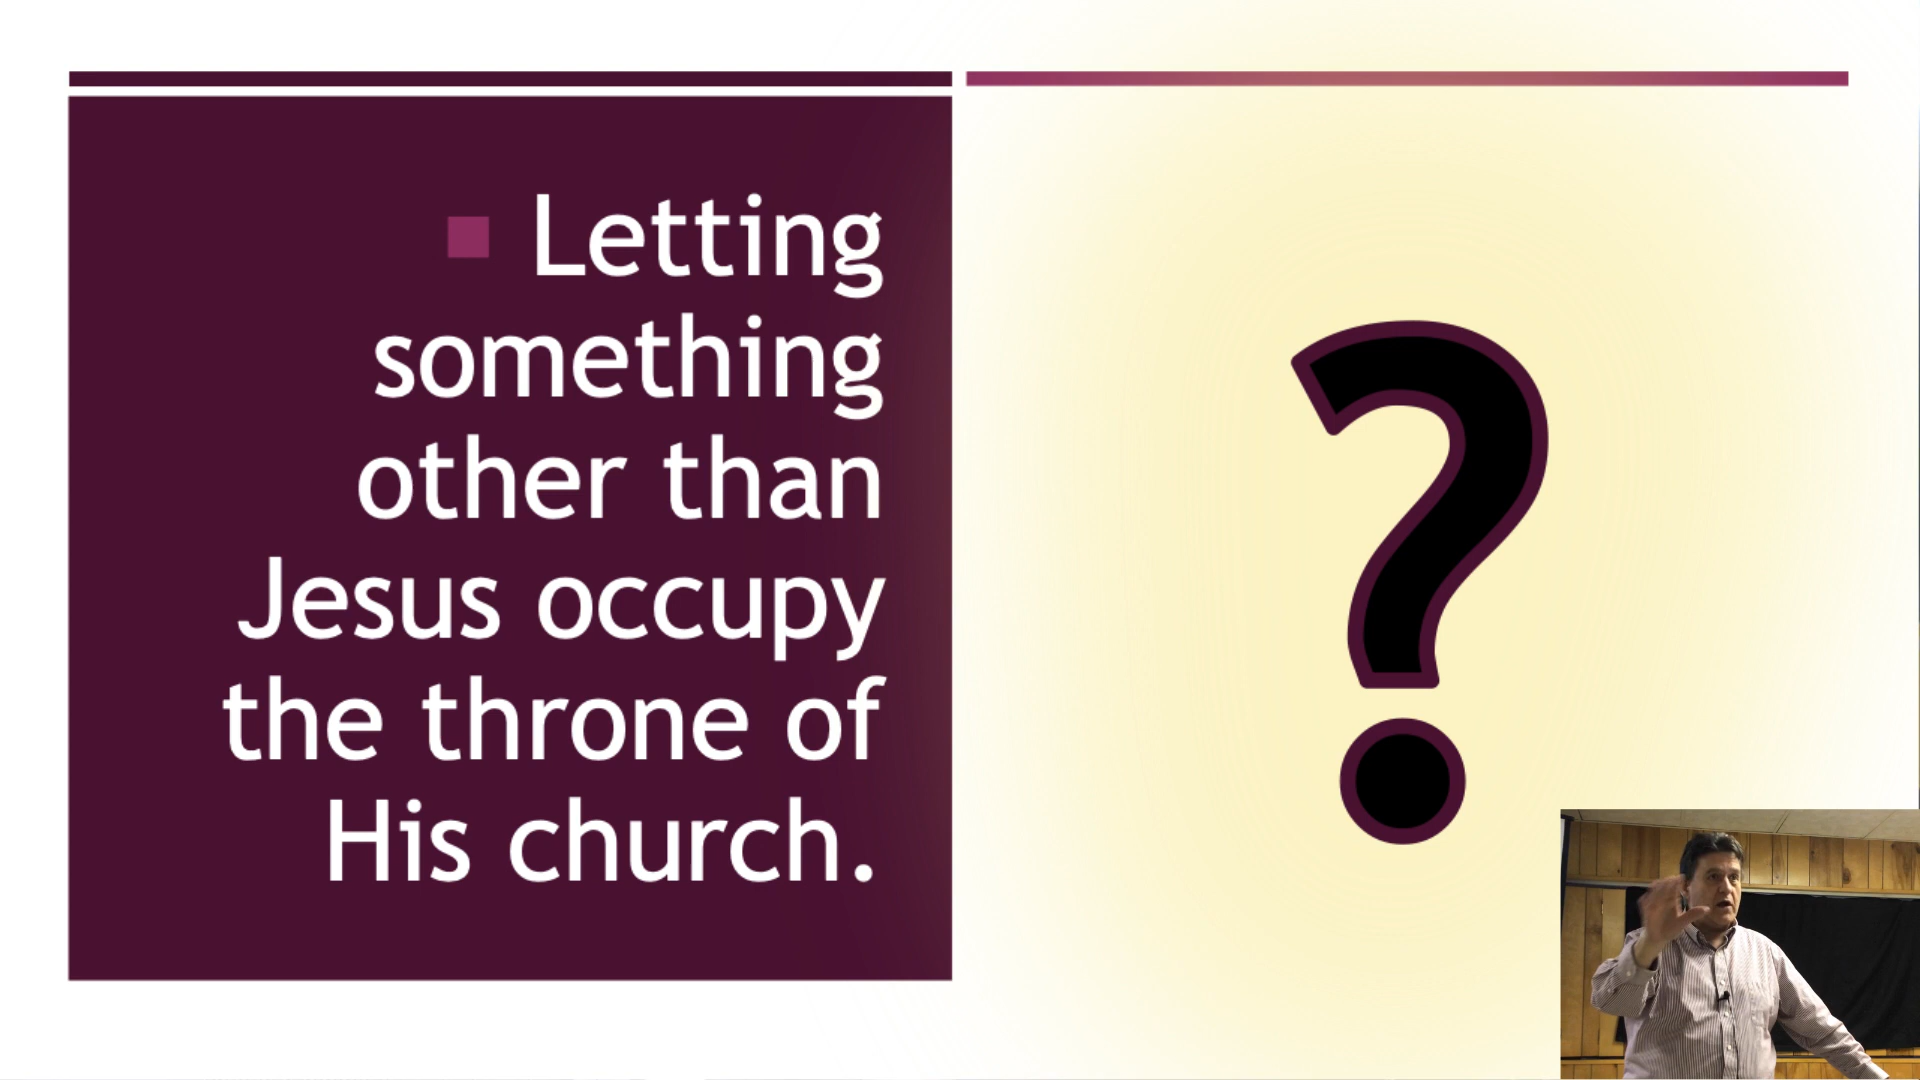 Letting
something
other than
Jesus occupy
the throne of
His church.
?